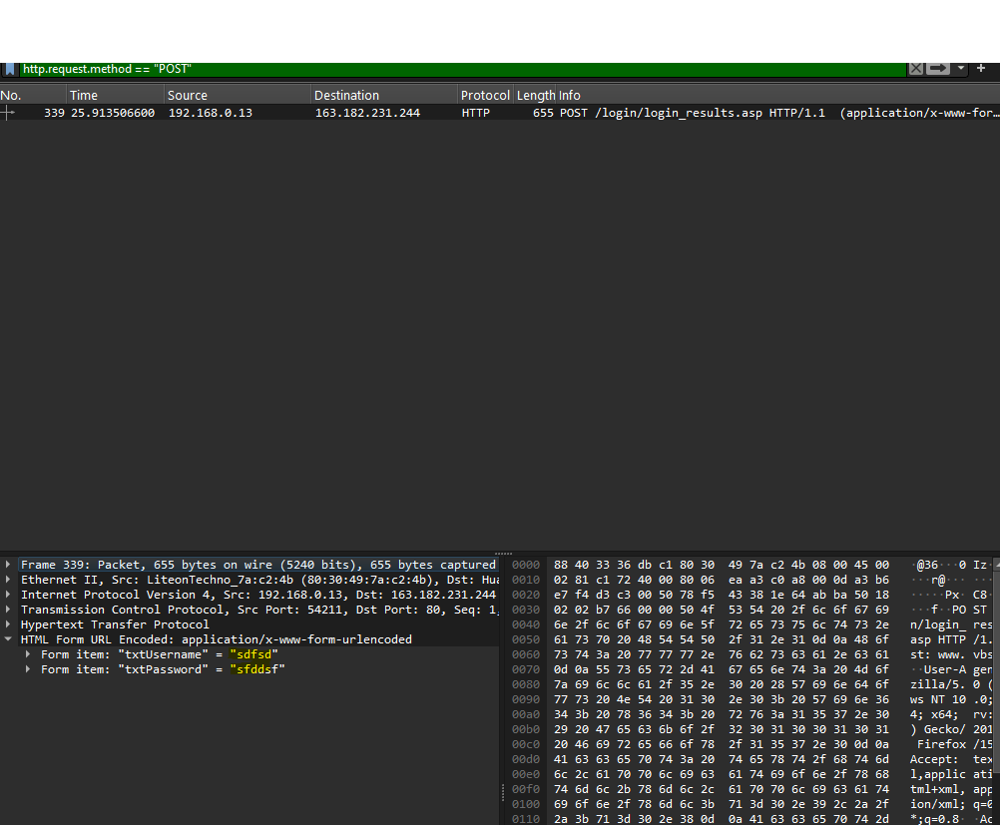 http.request.method == "POST"
No. Time Source Destination Protocol Length Info
339 25.913506600 192.168.0.13 163.182.231.244 HTTP 655 POST /login/login_results.asp HTTP/1.1 (application/x-www-for…
Frame 339: Packet, 655 bytes on wire (5240 bits), 655 bytes captured
Ethernet II, Src: LiteonTechno_7a:c2:4b (80:30:49:7a:c2:4b), Dst: Hua
Internet Protocol Version 4, Src: 192.168.0.13, Dst: 163.182.231.244
Transmission Control Protocol, Src Port: 54211, Dst Port: 80, Seq: 1,
Hypertext Transfer Protocol
HTML Form URL Encoded: application/x-www-form-urlencoded
Form item: "txtUsername" = "sdfsd"
Form item: "txtPassword" = "sfddsf"
0000 88 40 33 36 db c1 80 30 49 7a c2 4b 08 00 45 00 ·@36···0 Iz
0010 02 81 c1 72 40 00 80 06 ea a3 c0 a8 00 0d a3 b6 ···r@···
0020 e7 f4 d3 c3 00 50 78 f5 43 38 1e 64 ab ba 50 18 ·····Px· C8
0030 02 02 b7 66 00 00 50 4f 53 54 20 2f 6c 6f 67 69 ···f··PO ST
0040 6e 2f 6c 6f 67 69 6e 5f 72 65 73 75 6c 74 73 2e n/login_ res
0050 61 73 70 20 48 54 54 50 2f 31 2e 31 0d 0a 48 6f asp HTTP /1.
0060 73 74 3a 20 77 77 77 2e 76 62 73 63 61 2e 63 61 st: www. vbs
0070 0d 0a 55 73 65 72 2d 41 67 65 6e 74 3a 20 4d 6f ··User-A gen
0080 7a 69 6c 6c 61 2f 35 2e 30 20 28 57 69 6e 64 6f zilla/5. 0 (
0090 77 73 20 4e 54 20 31 30 2e 30 3b 20 57 69 6e 36 ws NT 10 .0;
00a0 34 3b 20 78 36 34 3b 20 72 76 3a 31 35 37 2e 30 4; x64; rv:
00b0 29 20 47 65 63 6b 6f 2f 32 30 31 30 30 31 30 31 ) Gecko/ 201
00c0 20 46 69 72 65 66 6f 78 2f 31 35 37 2e 30 0d 0a Firefox /15
00d0 41 63 63 65 70 74 3a 20 74 65 78 74 2f 68 74 6d Accept: tex
00e0 6c 2c 61 70 70 6c 69 63 61 74 69 6f 6e 2f 78 68 l,applic ati
00f0 74 6d 6c 2b 78 6d 6c 2c 61 70 70 6c 69 63 61 74 tml+xml, app
0100 69 6f 6e 2f 78 6d 6c 3b 71 3d 30 2e 39 2c 2a 2f ion/xml; q=0
0110 2a 3b 71 3d 30 2e 38 0d 0a 41 63 63 65 70 74 2d *;q=0.8· ·Ac